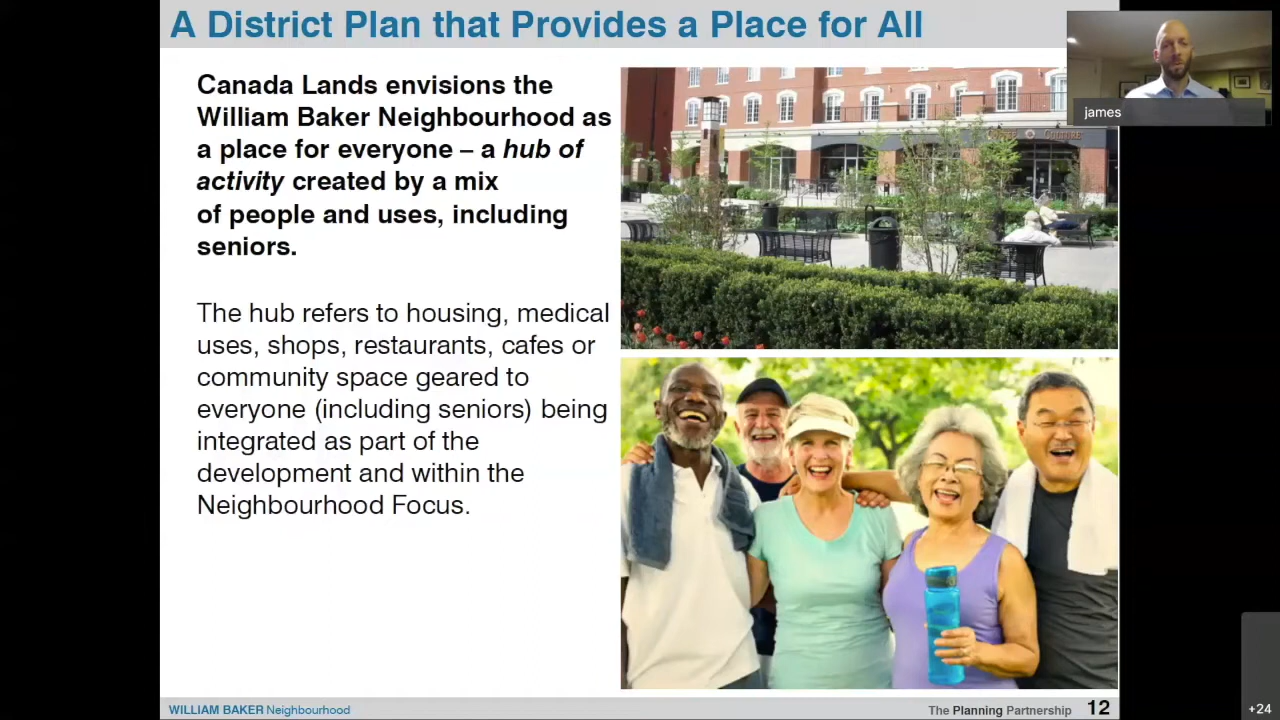 A District Plan that Provides a Place for All
james
Canada Lands envisions the
William Baker Neighbourhood as
a place for everyone – a hub of
activity created by a mix
of people and uses, including
seniors.
The hub refers to housing, medical
uses, shops, restaurants, cafes or
community space geared to
everyone (including seniors) being
integrated as part of the
development and within the
Neighbourhood Focus.
WILLIAM BAKER Neighbourhood
The Planning Partnership 12
+24